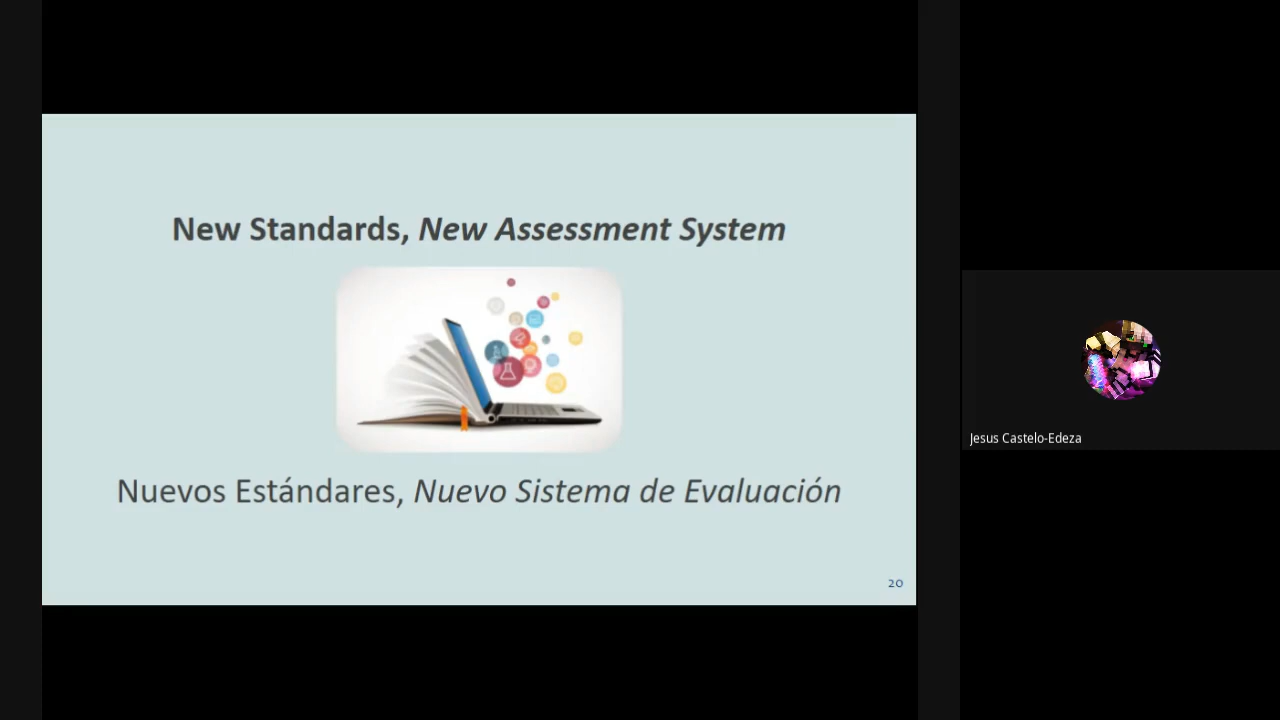 New Standards, New Assessment System
Nuevos Estándares, Nuevo Sistema de Evaluación
20
Jesus Castelo-Edeza